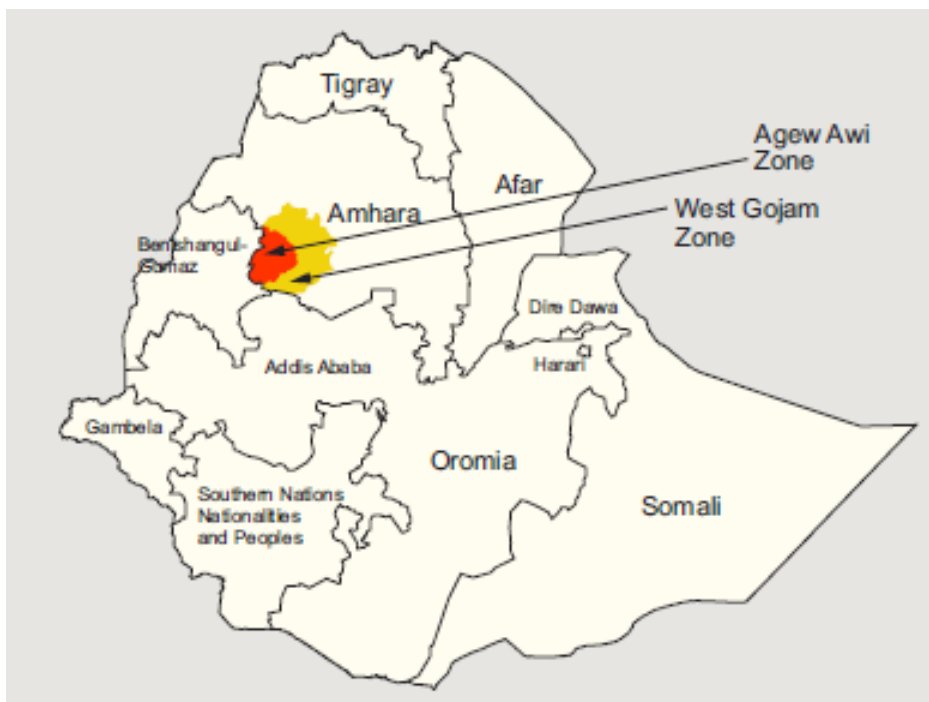 Tigray
Agew Awi
Zone
Afar
West Gojam
Zone
Amhara
Benishangul-
Gumaz
Dire Dawa
Addis Ababa
Harari
Gambela
Oromia
Southern Nations
Nationalities
and Peoples
Somali